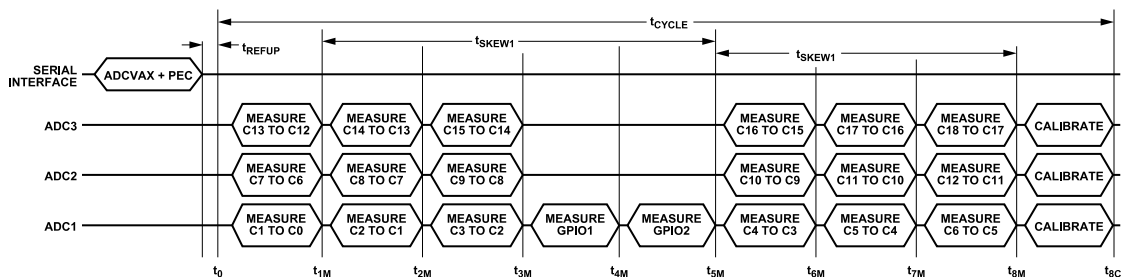 tCYCLE
tREFUP
tSKEW1
tSKEW1
SERIAL
INTERFACE
ADCVAX + PEC
ADC3
MEASURE
C13 TO C12
MEASURE
C14 TO C13
MEASURE
C15 TO C14
MEASURE
C16 TO C15
MEASURE
C17 TO C16
MEASURE
C18 TO C17
CALIBRATE
ADC2
MEASURE
C7 TO C6
MEASURE
C8 TO C7
MEASURE
C9 TO C8
MEASURE
C10 TO C9
MEASURE
C11 TO C10
MEASURE
C12 TO C11
CALIBRATE
ADC1
MEASURE
C1 TO C0
MEASURE
C2 TO C1
MEASURE
C3 TO C2
MEASURE
GPIO1
MEASURE
GPIO2
MEASURE
C4 TO C3
MEASURE
C5 TO C4
MEASURE
C6 TO C5
CALIBRATE
t0 t1M t2M t3M t4M t5M t6M t7M t8M t8C